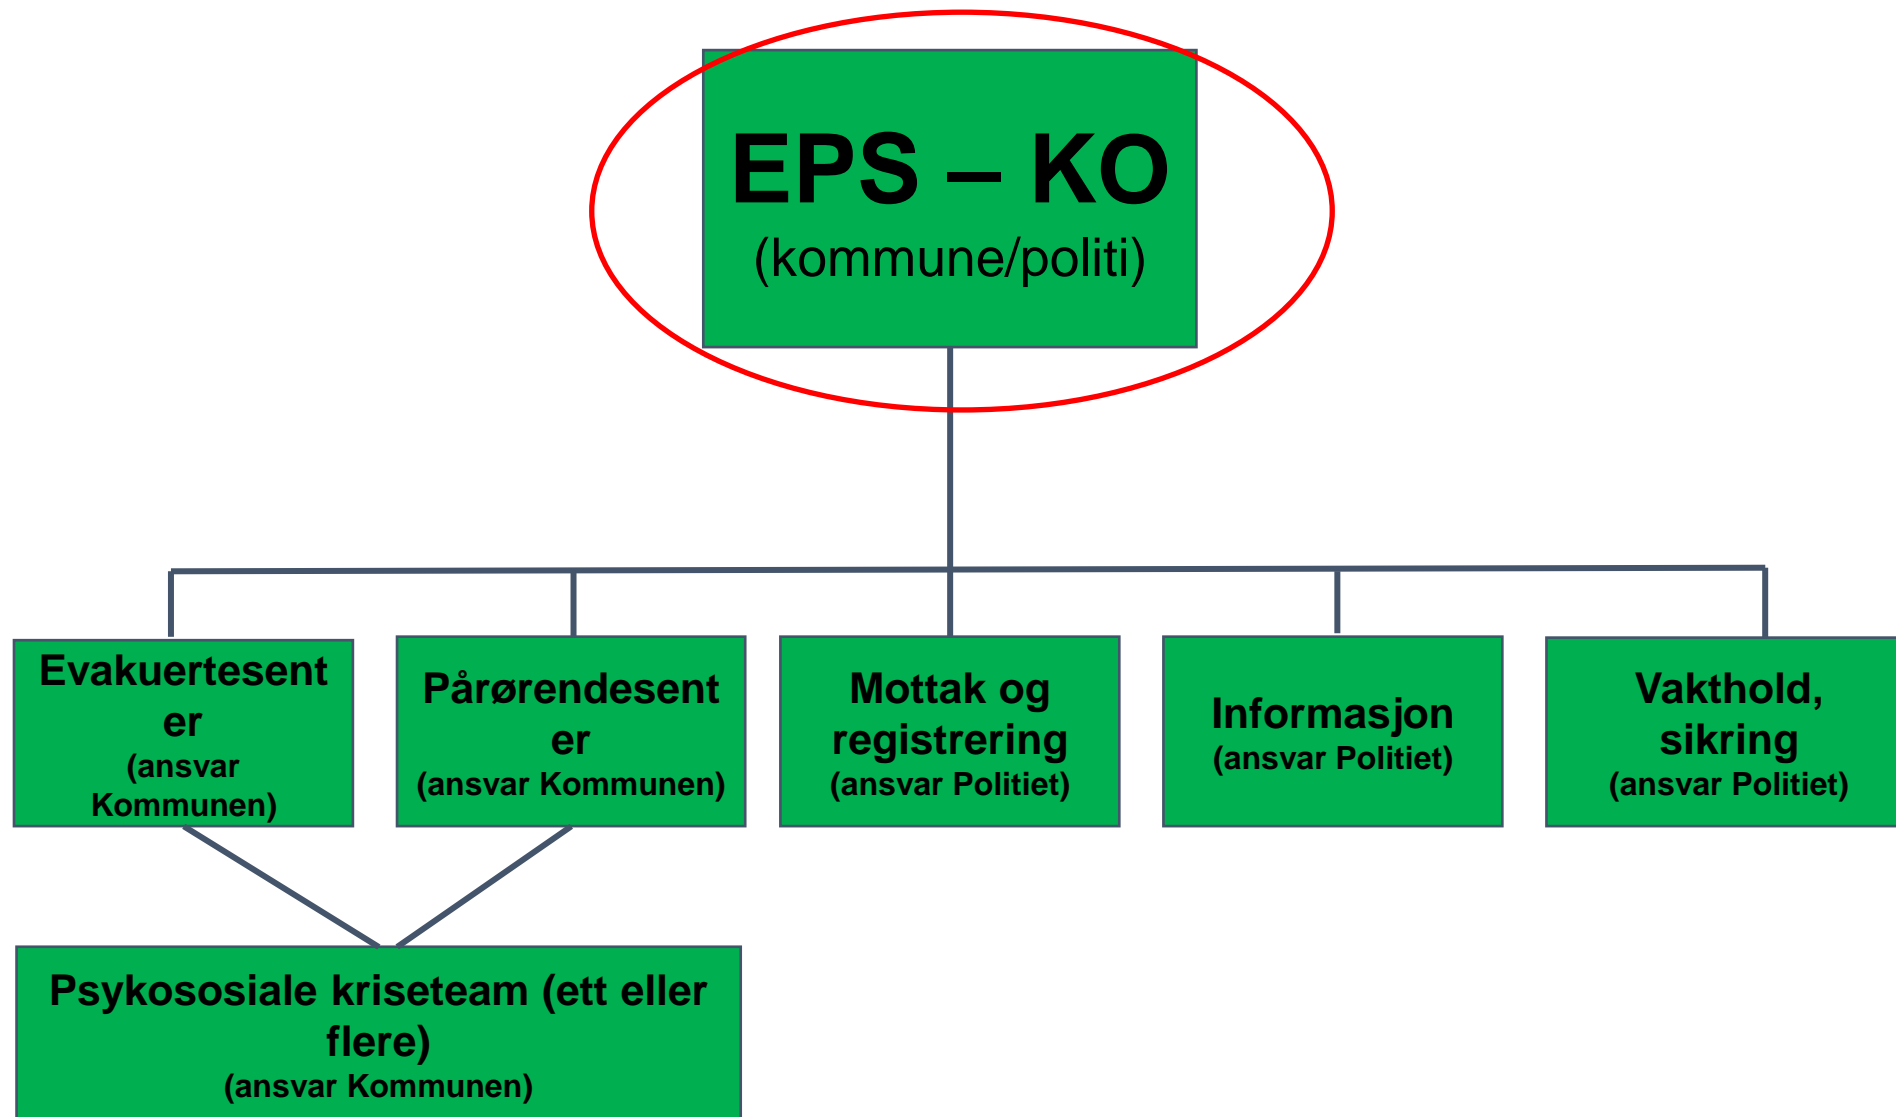 EPS – KO
(kommune/politi)
Evakuertesent
er
(ansvar
Kommunen)
Pårørendesent
er
(ansvar Kommunen)
Mottak og
registrering
(ansvar Politiet)
Informasjon
(ansvar Politiet)
Vakthold,
sikring
(ansvar Politiet)
Psykososiale kriseteam (ett eller
flere)
(ansvar Kommunen)